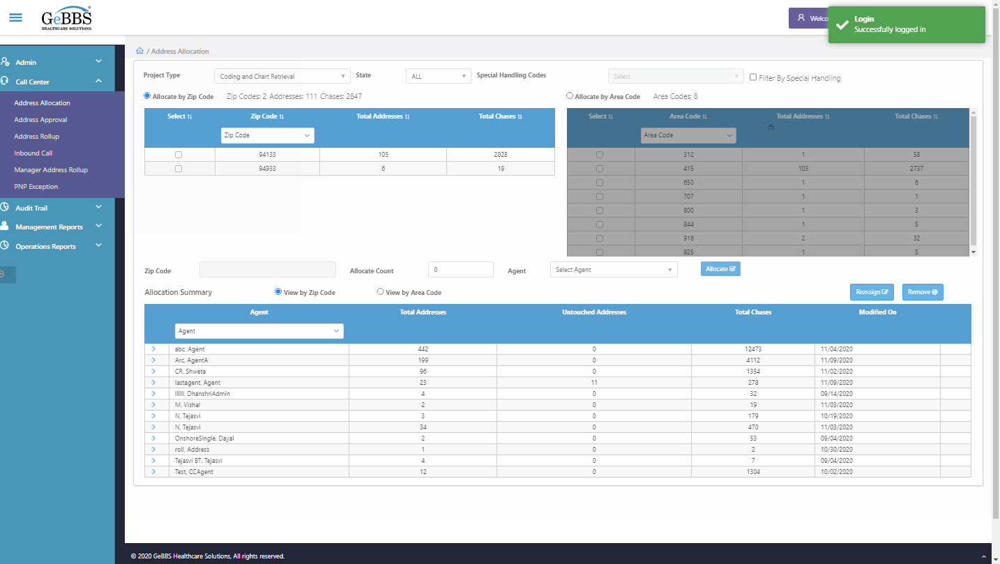 GeBBS
HEALTHCARE SOLUTIONS
Welco
Login
Successfully logged in
Admin
Call Center
Address Allocation
Address Approval
Address Rollup
Inbound Call
Manager Address Rollup
PNP Exception
Audit Trail
Management Reports
Operations Reports
/ Address Allocation
Project Type Coding and Chart Retrieval State ALL Special Handling Codes Select Filter By Special Handling
Allocate by Zip Code Zip Codes: 2 Addresses: 111 Chases: 2847
Select Zip Code Total Addresses Total Chases
Zip Code
94133 105 2828
94933 6 19
Allocate by Area Code Area Codes: 8
Select Area Code Total Addresses Total Chases
Area Code
312 1 58
415 103 2737
650 1 6
707 1 1
800 1 3
844 1 5
916 2 32
925 1 5
Zip Code Allocate Count 0 Agent Select Agent Allocate
Allocation Summary View by Zip Code View by Area Code Reassign Remove
Agent Total Addresses Untouched Addresses Total Chases Modified On
Agent
abc, Agent 442 0 12473 11/04/2020
Arc, AgentA 199 0 4112 11/09/2020
CR, Shweta 96 0 1354 11/02/2020
lastagent, Agent 23 11 278 11/09/2020
llllll, DhanshriAdmin 4 0 32 09/14/2020
M, Vishal 2 0 19 11/03/2020
N, Tejasvi 3 0 179 10/19/2020
N, Tejasvi 34 0 470 11/03/2020
OnshoreSingle, Dayal 2 0 53 09/04/2020
roll, Address 1 0 2 10/30/2020
Tejasvi BT, Tejasvi 4 0 7 09/04/2020
Test, CCAgent 12 0 1304 10/02/2020
© 2020 GeBBS Healthcare Solutions, All rights reserved.